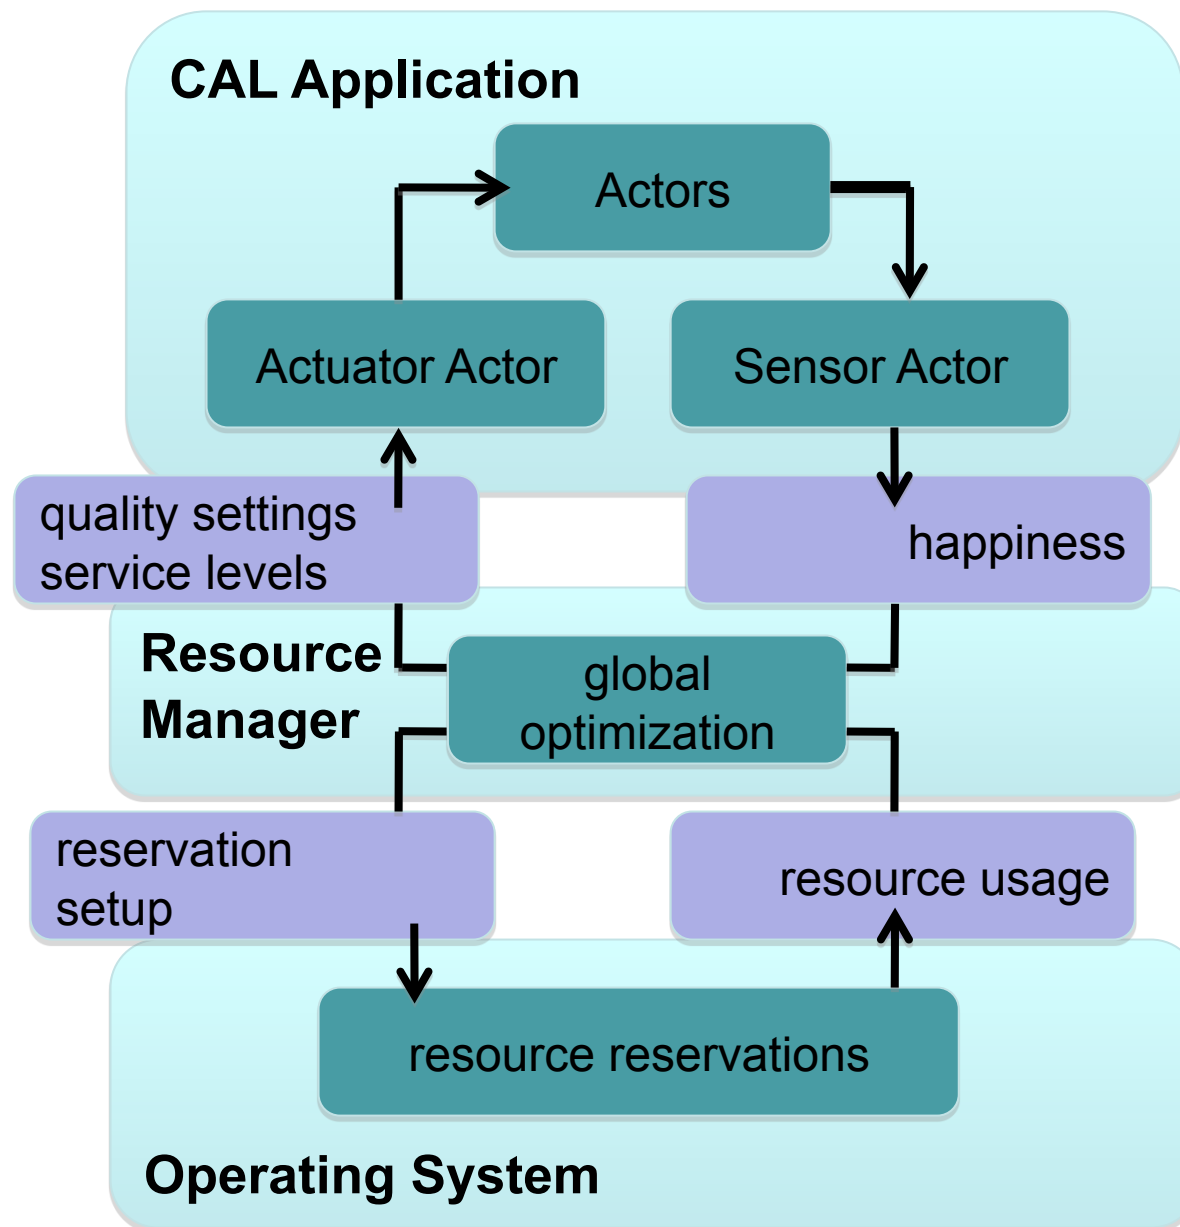 CAL Application
Actors
Actuator Actor
Sensor Actor
quality settings
service levels
happiness
Resource
Manager
global
optimization
reservation
setup
resource usage
resource reservations
Operating System